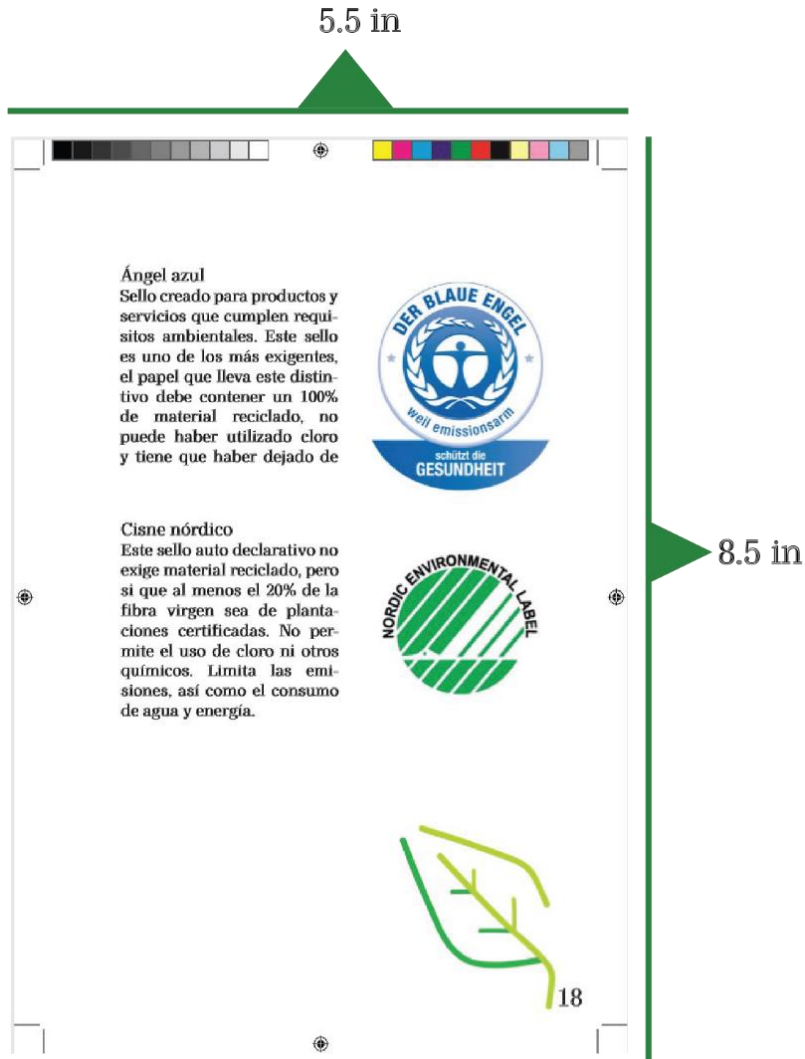 5.5 in
Ángel azul
Sello creado para productos y
servicios que cumplen requi-
sitos ambientales. Este sello
es uno de los más exigentes,
el papel que lleva este distin-
tivo debe contener un 100%
de material reciclado, no
puede haber utilizado cloro
y tiene que haber dejado de
DER BLAUE ENGEL
weil emissionsarm
schützt die
GESUNDHEIT
8.5 in
Cisne nórdico
Este sello auto declarativo no
exige material reciclado, pero
si que al menos el 20% de la
fibra virgen sea de planta-
ciones certificadas. No per-
mite el uso de cloro ni otros
químicos. Limita las emi-
siones, así como el consumo
de agua y energía.
NORDIC ENVIRONMENTAL LABEL
18